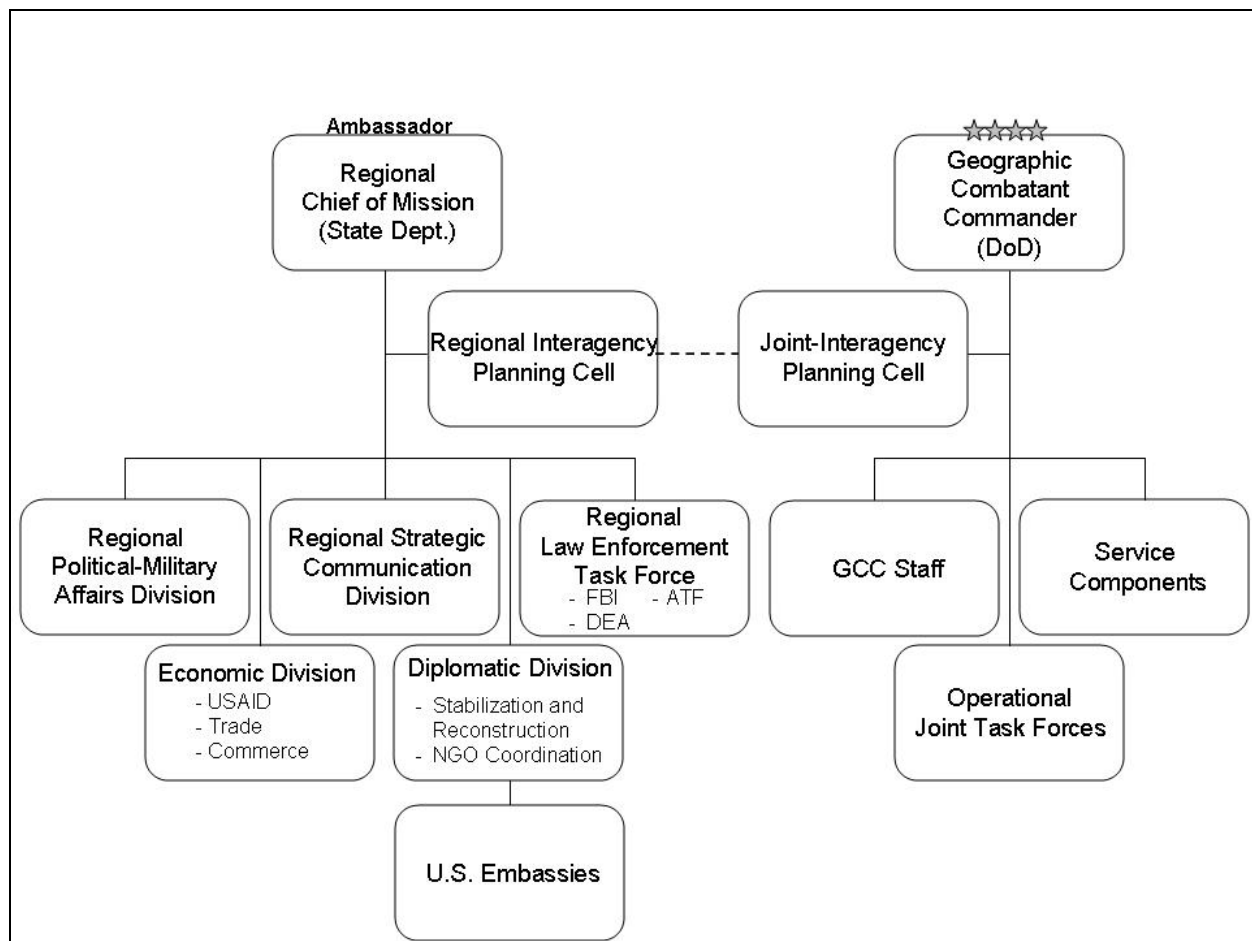 Ambassador
Regional
Chief of Mission
(State Dept.)
Geographic
Combatant
Commander
(DoD)
Regional Interagency
Planning Cell
Joint-Interagency
Planning Cell
Regional
Political-Military
Affairs Division
Regional Strategic
Communication
Division
Regional
Law Enforcement
Task Force
- FBI - ATF
- DEA
GCC Staff
Service
Components
Economic Division
- USAID
- Trade
- Commerce
Diplomatic Division
- Stabilization and
Reconstruction
- NGO Coordination
Operational
Joint Task Forces
U.S. Embassies